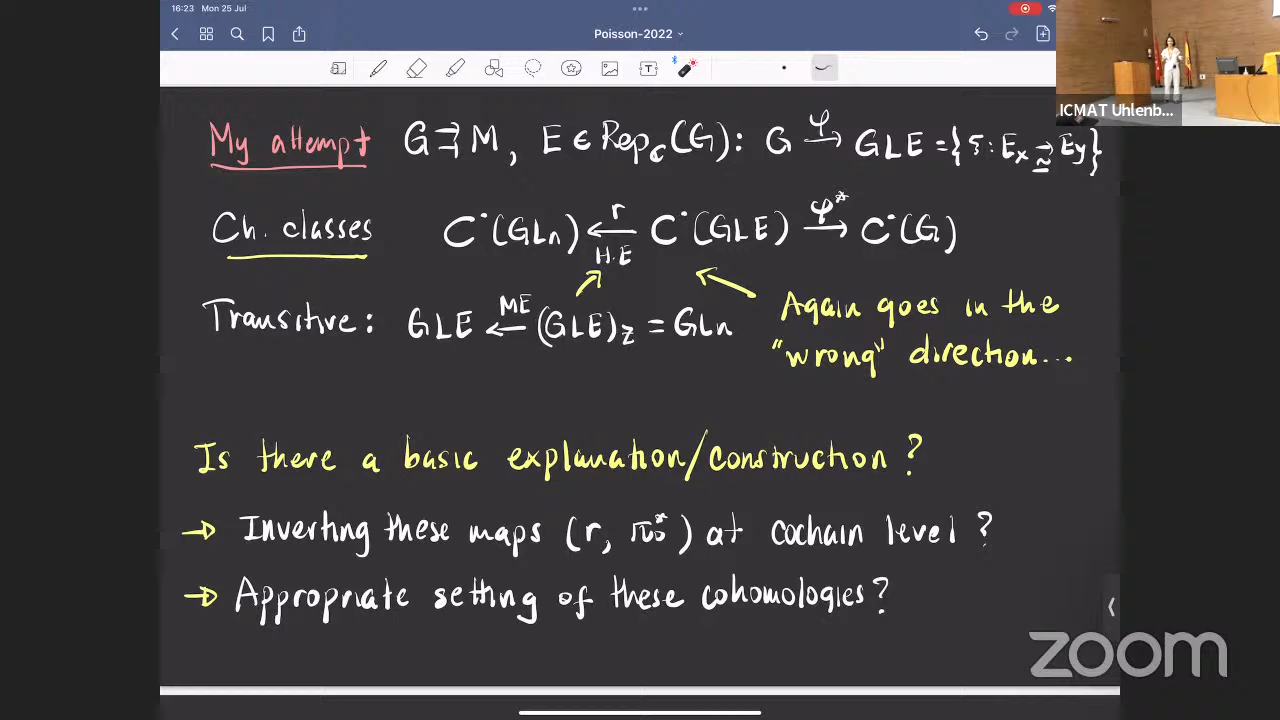 16:23 Mon 25 Jul
Poisson-2022
ICMAT Uhlenb...
My attempt G⇉M, E ∈ Rep_C(G): G →^φ GLE = {ξ: E_x ⥲ E_y}
Ch. classes C^•(GLn) ←^r_{H.E} C^•(GLE) →^{φ*} C^•(G)
Transitive: GLE ←^{ME} (GLE)_z = GLn
Again goes in the
"wrong" direction...
Is there a basic explanation/construction?
→ Inverting these maps (r, π_0^*) at cochain level?
→ Appropriate setting of these cohomologies?
zoom